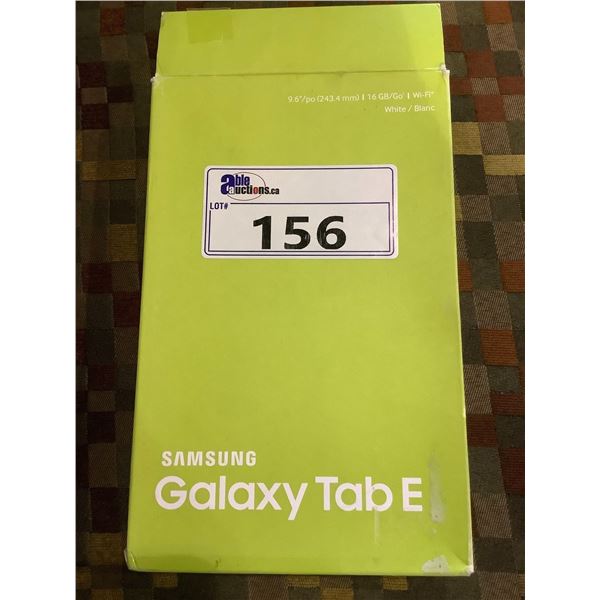 9.6"/po (243.4 mm) | 16 GB/Go¹ | Wi-Fi®
White / Blanc
able
auctions.ca
LOT#
156
SAMSUNG
Galaxy Tab E